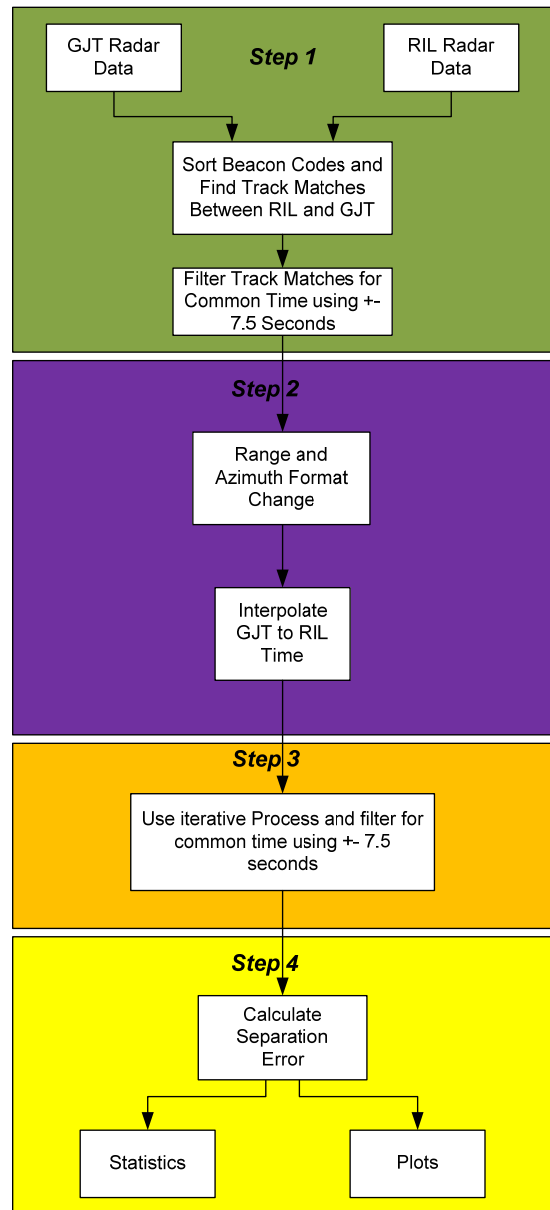 Step 1
GJT Radar
Data
RIL Radar
Data
Sort Beacon Codes and
Find Track Matches
Between RIL and GJT
Filter Track Matches for
Common Time using +-
7.5 Seconds
Step 2
Range and
Azimuth Format
Change
Interpolate
GJT to RIL
Time
Step 3
Use iterative Process and filter for
common time using +- 7.5
seconds
Step 4
Calculate
Separation
Error
Statistics
Plots